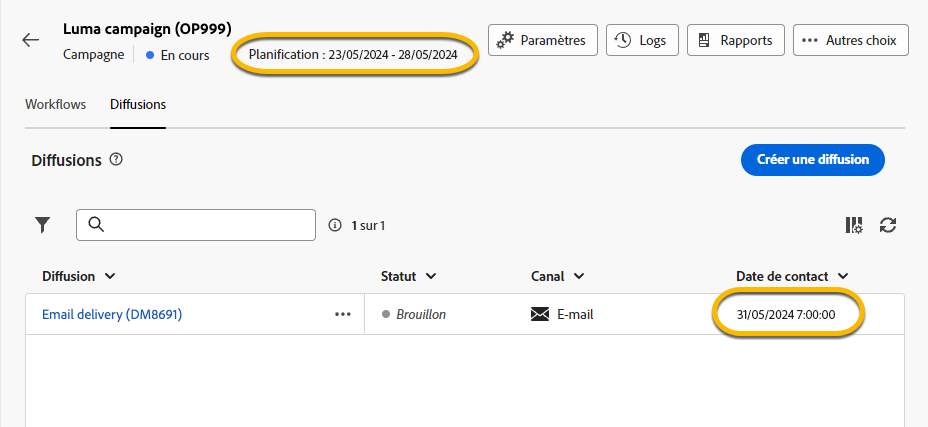 Luma campaign (OP999)
Campagne En cours Planification : 23/05/2024 - 28/05/2024
Paramètres Logs Rapports Autres choix
Workflows Diffusions
Diffusions
Créer une diffusion
1 sur 1
Diffusion Statut Canal Date de contact
Email delivery (DM8691) Brouillon E-mail 31/05/2024 7:00:00